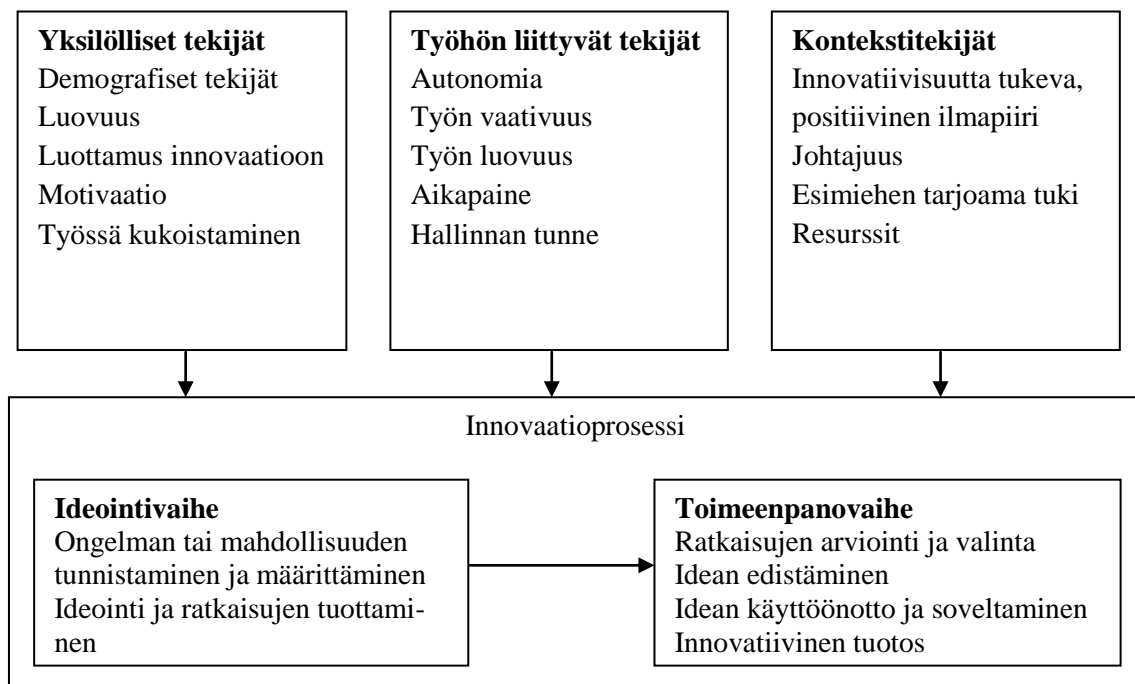 Yksilölliset tekijät
Demografiset tekijät
Luovuus
Luottamus innovaatioon
Motivaatio
Työssä kukoistaminen
Työhön liittyvät tekijät
Autonomia
Työn vaativuus
Työn luovuus
Aikapaine
Hallinnan tunne
Kontekstitekijät
Innovatiivisuutta tukeva,
positiivinen ilmapiiri
Johtajuus
Esimiehen tarjoama tuki
Resurssit
Innovaatioprosessi
Ideointivaihe
Ongelman tai mahdollisuuden
tunnistaminen ja määrittäminen
Ideointi ja ratkaisujen tuottami-
nen
Toimeenpanovaihe
Ratkaisujen arviointi ja valinta
Idean edistäminen
Idean käyttöönotto ja soveltaminen
Innovatiivinen tuotos